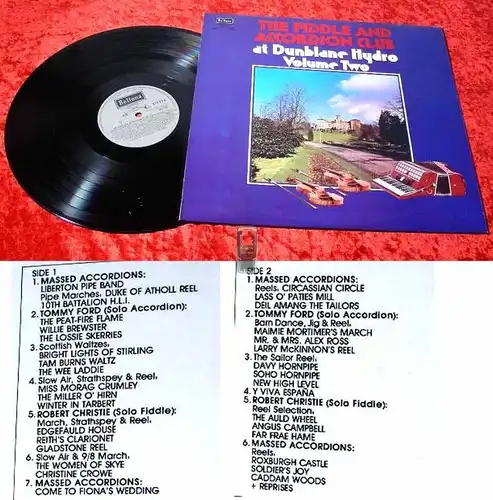 Beltona
STEREO
Beltona
THE FIDDLE AND
ACCORDION CLUB
at Dunblane Hydro
Volume Two
SIDE 1
1. MASSED ACCORDIONS:
LIBERTON PIPE BAND
Pipe Marches, DUKE OF ATHOLL REEL
10TH BATTALION H.L.I.
2. TOMMY FORD (Solo Accordion):
THE PEAT-FIRE FLAME
WILLIE BREWSTER
THE LOSSIE SKERRIES
3. Scottish Waltzes,
BRIGHT LIGHTS OF STIRLING
TAM BURNS WALTZ
THE WEE LADDIE
4. Slow Air, Strathspey & Reel,
MISS MORAG CRUMLEY
THE MILLER O' HIRN
WINTER IN TARBERT
5. ROBERT CHRISTIE (Solo Fiddle):
March, Strathspey & Reel,
EDGEFAULD HOUSE
REITH'S CLARIONET
GLADSTONE REEL
6. Slow Air & 9/8 March,
THE WOMEN OF SKYE
CHRISTINE CROWE
7. MASSED ACCORDIONS:
COME TO FIONA'S WEDDING
SIDE 2
1. MASSED ACCORDIONS:
Reels, CIRCASSIAN CIRCLE
LASS O' PATIES MILL
DEIL AMANG THE TAILORS
2. TOMMY FORD (Solo Accordion):
Barn Dance, Jig & Reel,
MAIMIE MORTIMER'S MARCH
MR. & MRS. ALEX ROSS
LARRY McKINNON'S REEL
3. The Sailor Reel,
DAVY HORNPIPE
SOHO HORNPIPE
NEW HIGH LEVEL
4. Y VIVA ESPAÑA
5. ROBERT CHRISTIE (Solo Fiddle):
Reel Selection,
THE AULD WHEEL
ANGUS CAMPBELL
FAR FRAE HAME
6. MASSED ACCORDIONS:
Reels,
ROXBURGH CASTLE
SOLDIER'S JOY
CADDAM WOODS
+ REPRISES